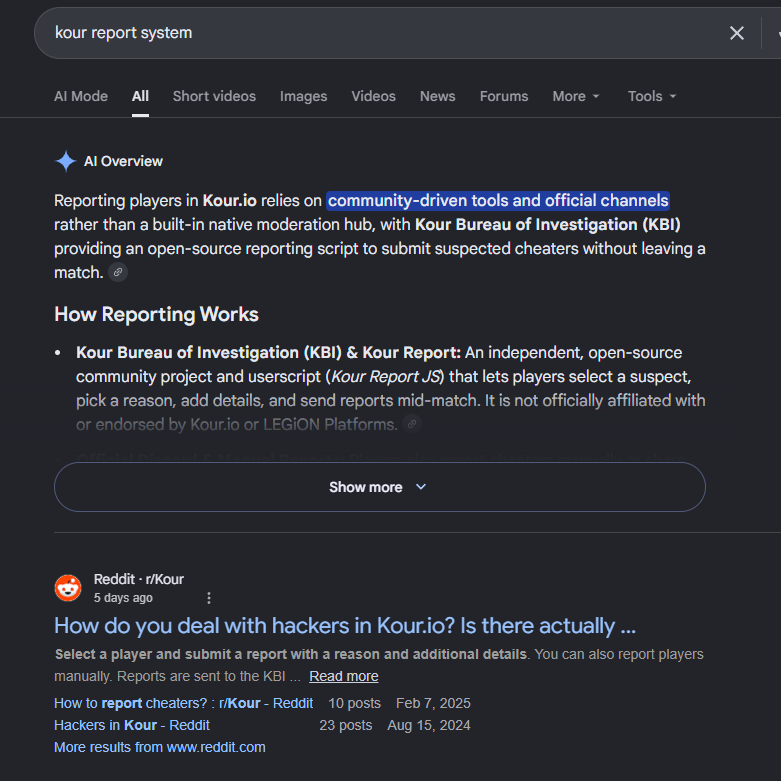 kour report system
AI Mode All Short videos Images Videos News Forums More Tools
AI Overview
Reporting players in Kour.io relies on community-driven tools and official channels
rather than a built-in native moderation hub, with Kour Bureau of Investigation (KBI)
providing an open-source reporting script to submit suspected cheaters without leaving a
match.
How Reporting Works
• Kour Bureau of Investigation (KBI) & Kour Report: An independent, open-source
community project and userscript (Kour Report JS) that lets players select a suspect,
pick a reason, add details, and send reports mid-match. It is not officially affiliated with
or endorsed by Kour.io or LEGiON Platforms.
Show more
Reddit · r/Kour
5 days ago
How do you deal with hackers in Kour.io? Is there actually ...
Select a player and submit a report with a reason and additional details. You can also report players
manually. Reports are sent to the KBI ... Read more
How to report cheaters? : r/Kour - Reddit 10 posts Feb 7, 2025
Hackers in Kour - Reddit 23 posts Aug 15, 2024
More results from www.reddit.com